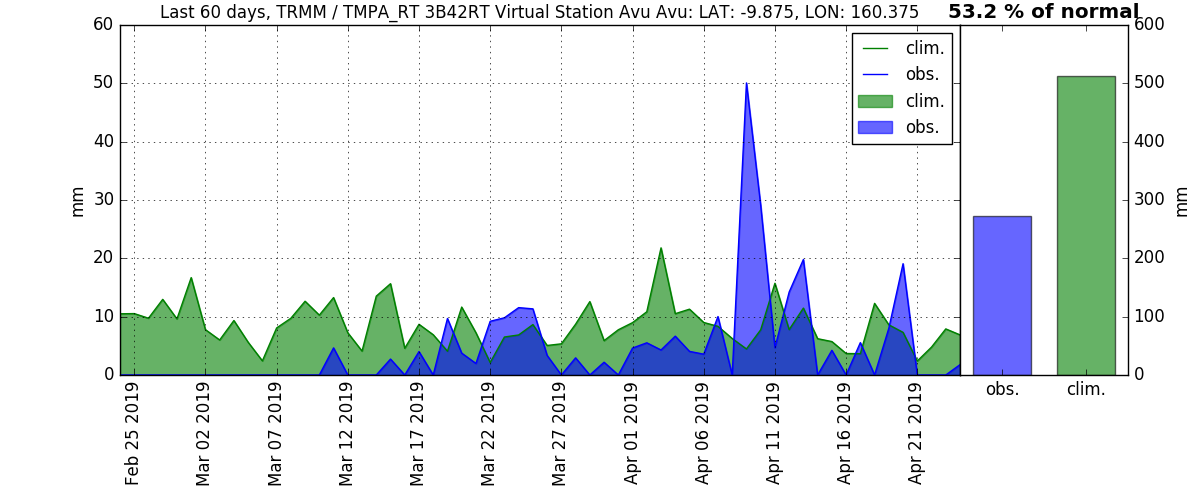 Last 60 days, TRMM / TMPA_RT 3B42RT Virtual Station Avu Avu: LAT: -9.875, LON: 160.375
53.2 % of normal
60
50
40
30
20
10
0
mm
clim.
obs.
clim.
obs.
Feb 25 2019
Mar 02 2019
Mar 07 2019
Mar 12 2019
Mar 17 2019
Mar 22 2019
Mar 27 2019
Apr 01 2019
Apr 06 2019
Apr 11 2019
Apr 16 2019
Apr 21 2019
600
500
400
300
200
100
0
mm
obs.
clim.